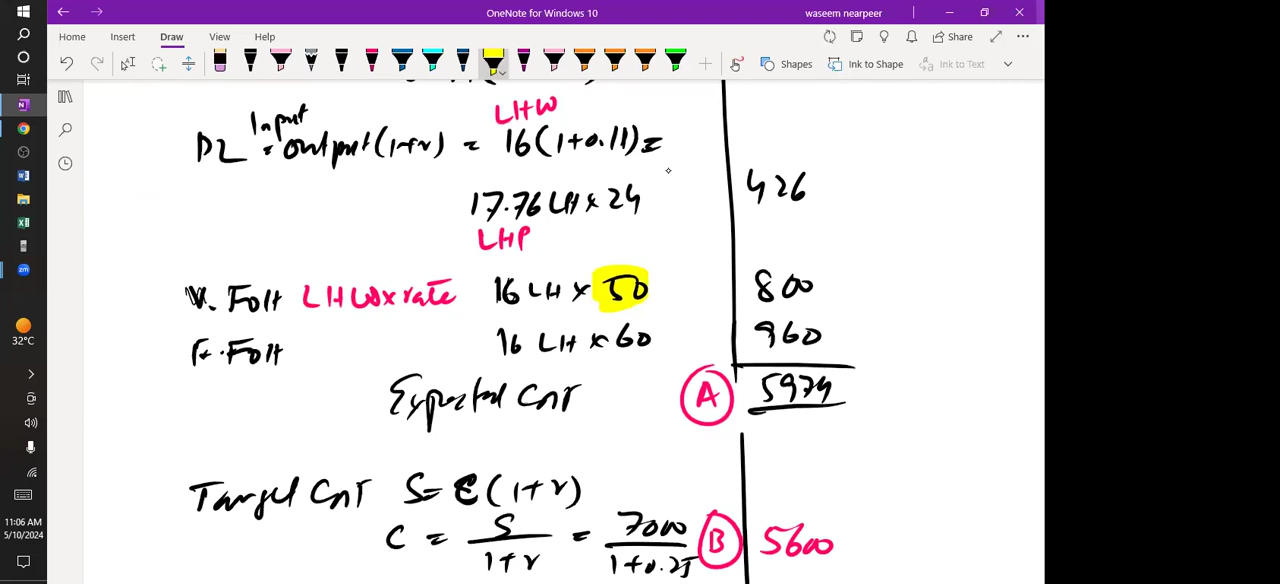 OneNote for Windows 10
waseem nearpeer
Home Insert Draw View Help
Share
Shapes Ink to Shape Ink to Text
LHW
DL Input = output(1+r) = 16(1+0.11)=
17.76 LH x 24 426
LHP
V. FOH LHW x rate 16 LH x 50 800
F. FOH 16 LH x 60 960
Expected Cost A 5974
Target Cost S = C(1+r)
C = S / 1+r = 7000 / 1+0.25 B 5600
32°C
11:06 AM
5/10/2024